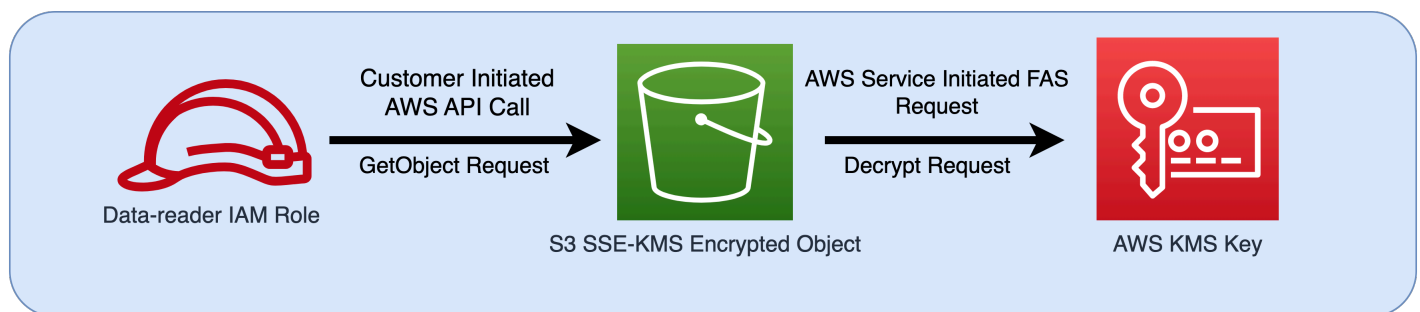 Customer Initiated
AWS API Call
GetObject Request
Data-reader IAM Role
S3 SSE-KMS Encrypted Object
AWS Service Initiated FAS
Request
Decrypt Request
AWS KMS Key